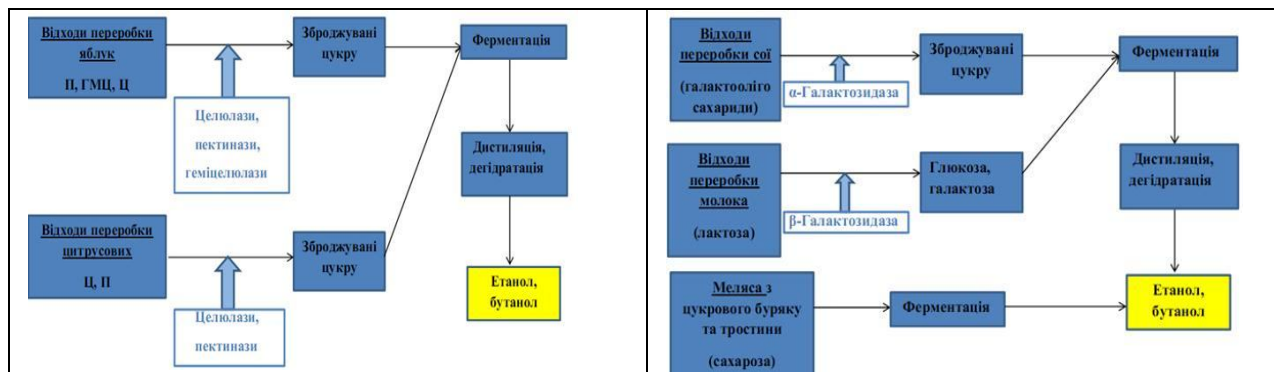 Відходи переробки
яблук
П, ГМЦ, Ц
Зброджувані
цукру
Ферментація
Целюлази,
пектинази,
геміцелюлази
Дистиляція,
дегідратація
Відходи переробки
цитрусових
Ц, П
Зброджувані
цукру
Целюлази,
пектинази
Етанол,
бутанол
Відходи
переробки сої
(галактооліго
сахариди)
α-Галактозидаза
Зброджувані
цукру
Ферментація
Відходи
переробки
молока
(лактоза)
β-Галактозидаза
Глюкоза,
галактоза
Дистиляція,
дегідратація
Меляса з
цукрового буряку
та тростини
(сахароза)
Ферментація
Етанол,
бутанол